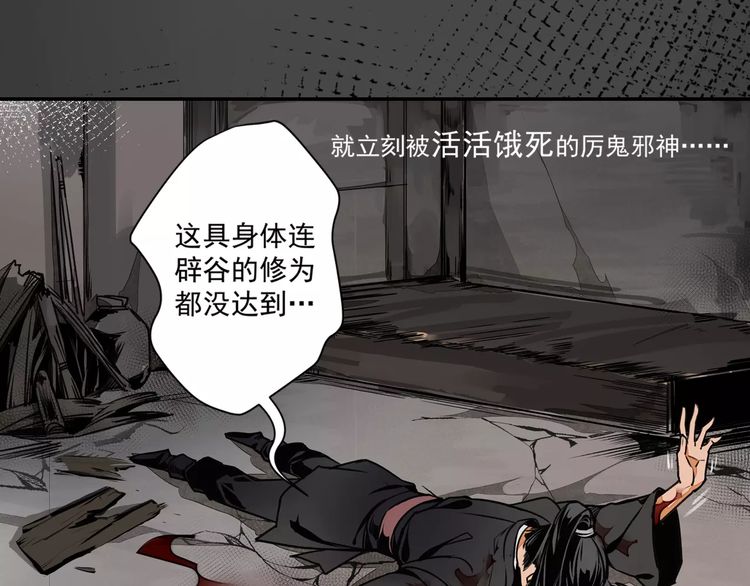 就立刻被活活饿死的厉鬼邪神……
这具身体连
辟谷的修为
都没达到…